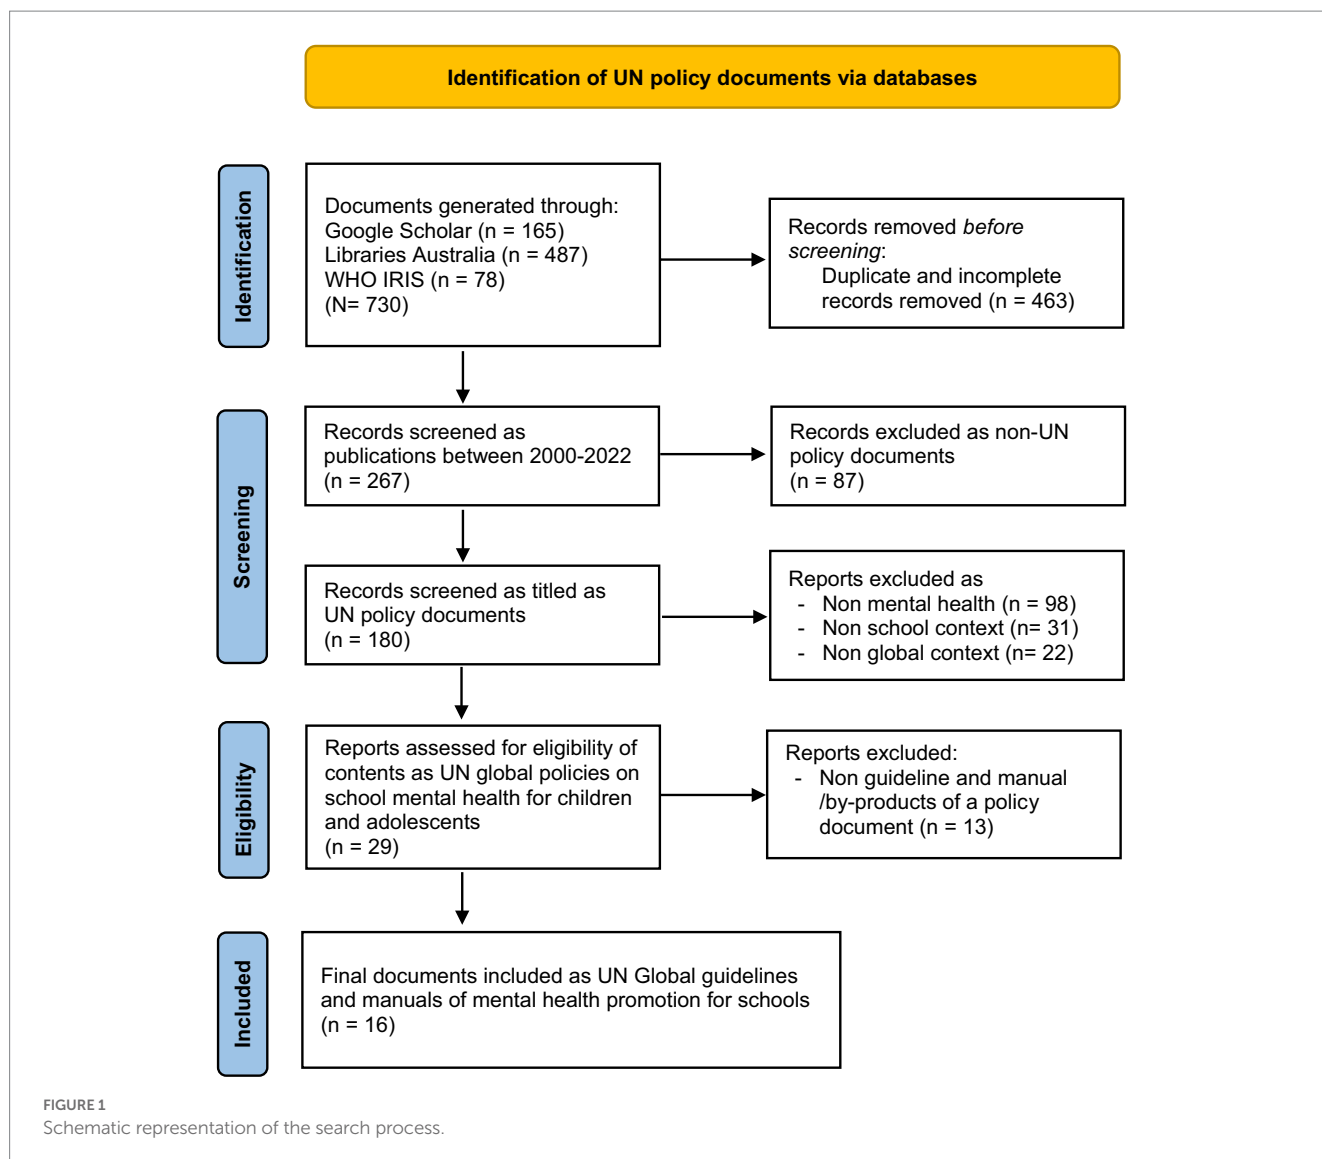 Identification of UN policy documents via databases
Identification
Documents generated through:
Google Scholar (n = 165)
Libraries Australia (n = 487)
WHO IRIS (n = 78)
(N= 730)
Records removed before
screening:
Duplicate and incomplete
records removed (n = 463)
Screening
Records screened as
publications between 2000-2022
(n = 267)
Records excluded as non-UN
policy documents
(n = 87)
Records screened as titled as
UN policy documents
(n = 180)
Reports excluded as
- Non mental health (n = 98)
- Non school context (n= 31)
- Non global context (n= 22)
Eligibility
Reports assessed for eligibility of
contents as UN global policies on
school mental health for children
and adolescents
(n = 29)
Reports excluded:
- Non guideline and manual
/by-products of a policy
document (n = 13)
Included
Final documents included as UN Global guidelines
and manuals of mental health promotion for schools
(n = 16)
FIGURE 1
Schematic representation of the search process.